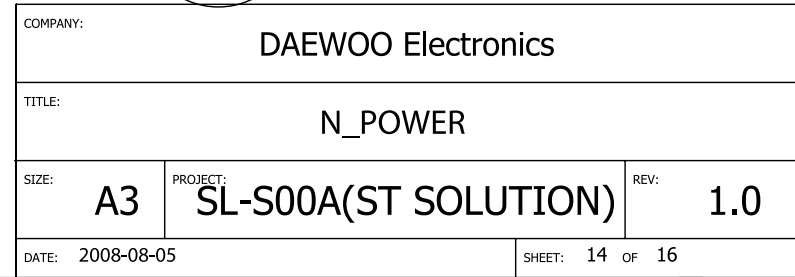 COMPANY:
DAEWOO Electronics
TITLE:
N_POWER
SIZE: A3 PROJECT: SL-S00A(ST SOLUTION) REV: 1.0
DATE: 2008-08-05 SHEET: 14 OF 16